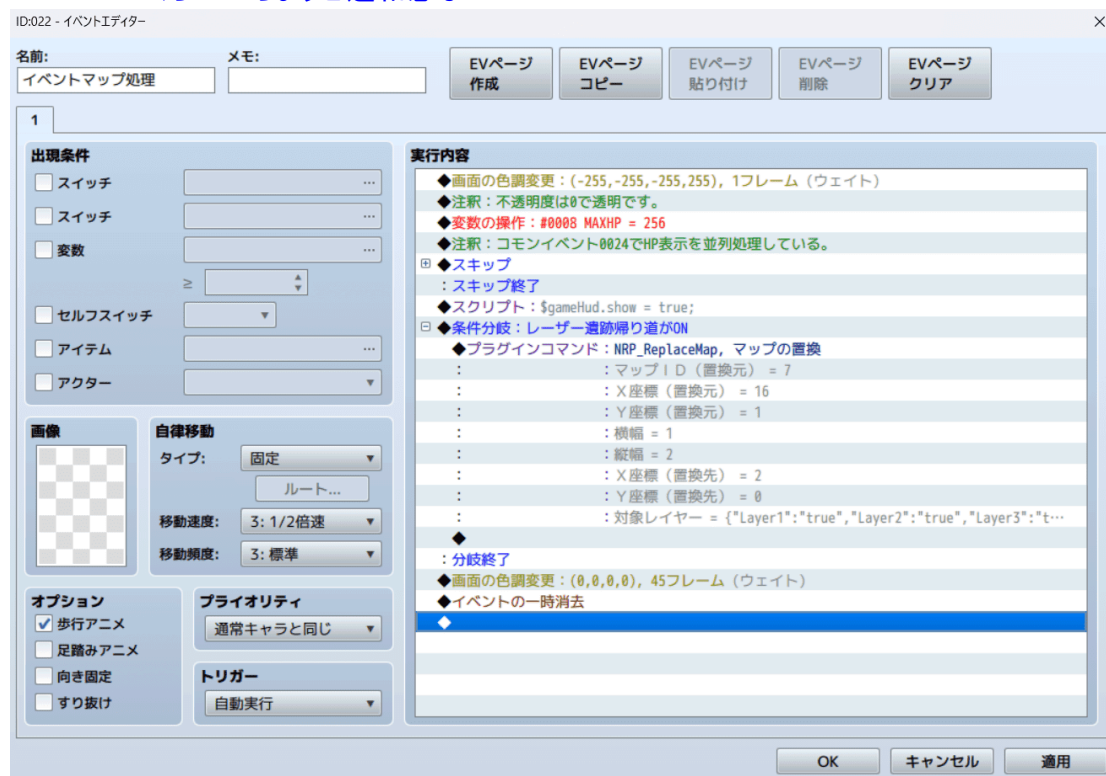 ID:022 - イベントエディター
名前:
メモ:
イベントマップ処理
EVページ
作成
EVページ
コピー
EVページ
貼り付け
EVページ
削除
EVページ
クリア
1
出現条件
スイッチ ...
スイッチ ...
変数 ...
≥
セルフスイッチ
アイテム ...
アクター
画像
自律移動
タイプ: 固定
ルート...
移動速度: 3: 1/2倍速
移動頻度: 3: 標準
オプション
歩行アニメ
足踏みアニメ
向き固定
すり抜け
プライオリティ
通常キャラと同じ
トリガー
自動実行
実行内容
◆画面の色調変更：(-255,-255,-255,255), 1フレーム (ウェイト)
◆注釈：不透明度は0で透明です。
◆変数の操作：#0008 MAXHP = 256
◆注釈：コモンイベント0024でHP表示を並列処理している。
◆スキップ
：スキップ終了
◆スクリプト：$gameHud.show = true;
◆条件分岐：レーザー遺跡帰り道がON
◆プラグインコマンド：NRP_ReplaceMap, マップの置換
：　：マップＩＤ（置換元） = 7
：　：Ｘ座標（置換元） = 16
：　：Ｙ座標（置換元） = 1
：　：横幅 = 1
：　：縦幅 = 2
：　：Ｘ座標（置換先） = 2
：　：Ｙ座標（置換先） = 0
：　：対象レイヤー = {"Layer1":"true","Layer2":"true","Layer3":"t…
◆
：分岐終了
◆画面の色調変更：(0,0,0,0), 45フレーム (ウェイト)
◆イベントの一時消去
◆
OK
キャンセル
適用